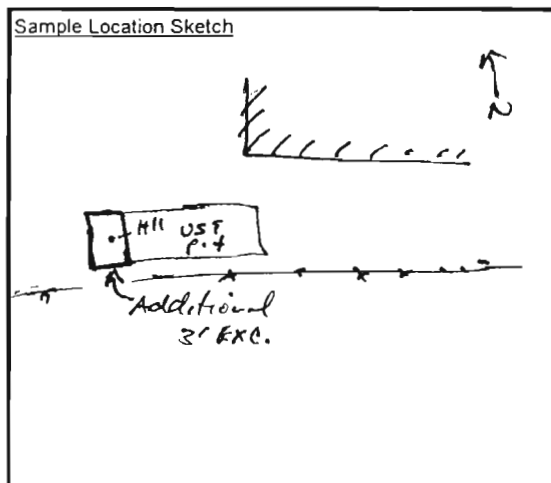 Sample Location Sketch
N
H11 UST
pit
Additional
3' EXC.